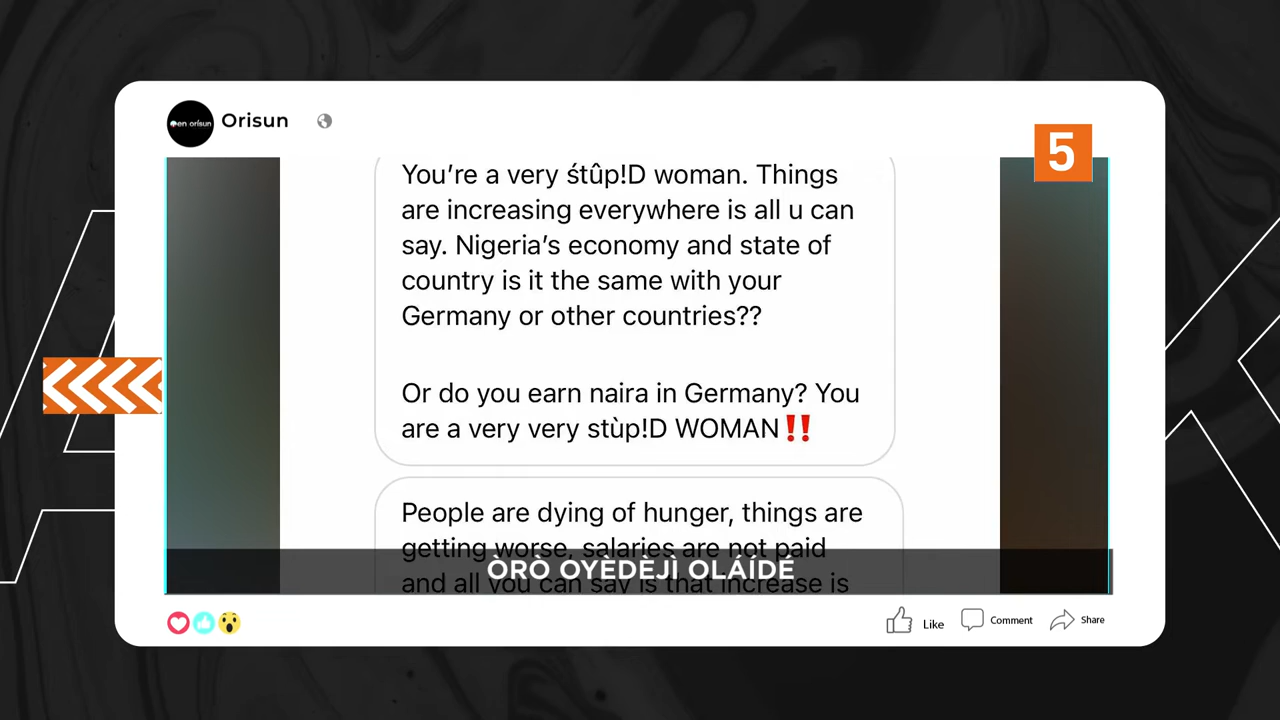 en orísun
Orisun
5
You’re a very śtûp!D woman. Things
are increasing everywhere is all u can
say. Nigeria’s economy and state of
country is it the same with your
Germany or other countries??
Or do you earn naira in Germany? You
are a very very stùp!D WOMAN‼️
People are dying of hunger, things are
getting worse, salaries are not paid
and all you can say is that increase is
ÒRÒ OYÈDÈJÌ OLÁÍDÉ
Like
Comment
Share